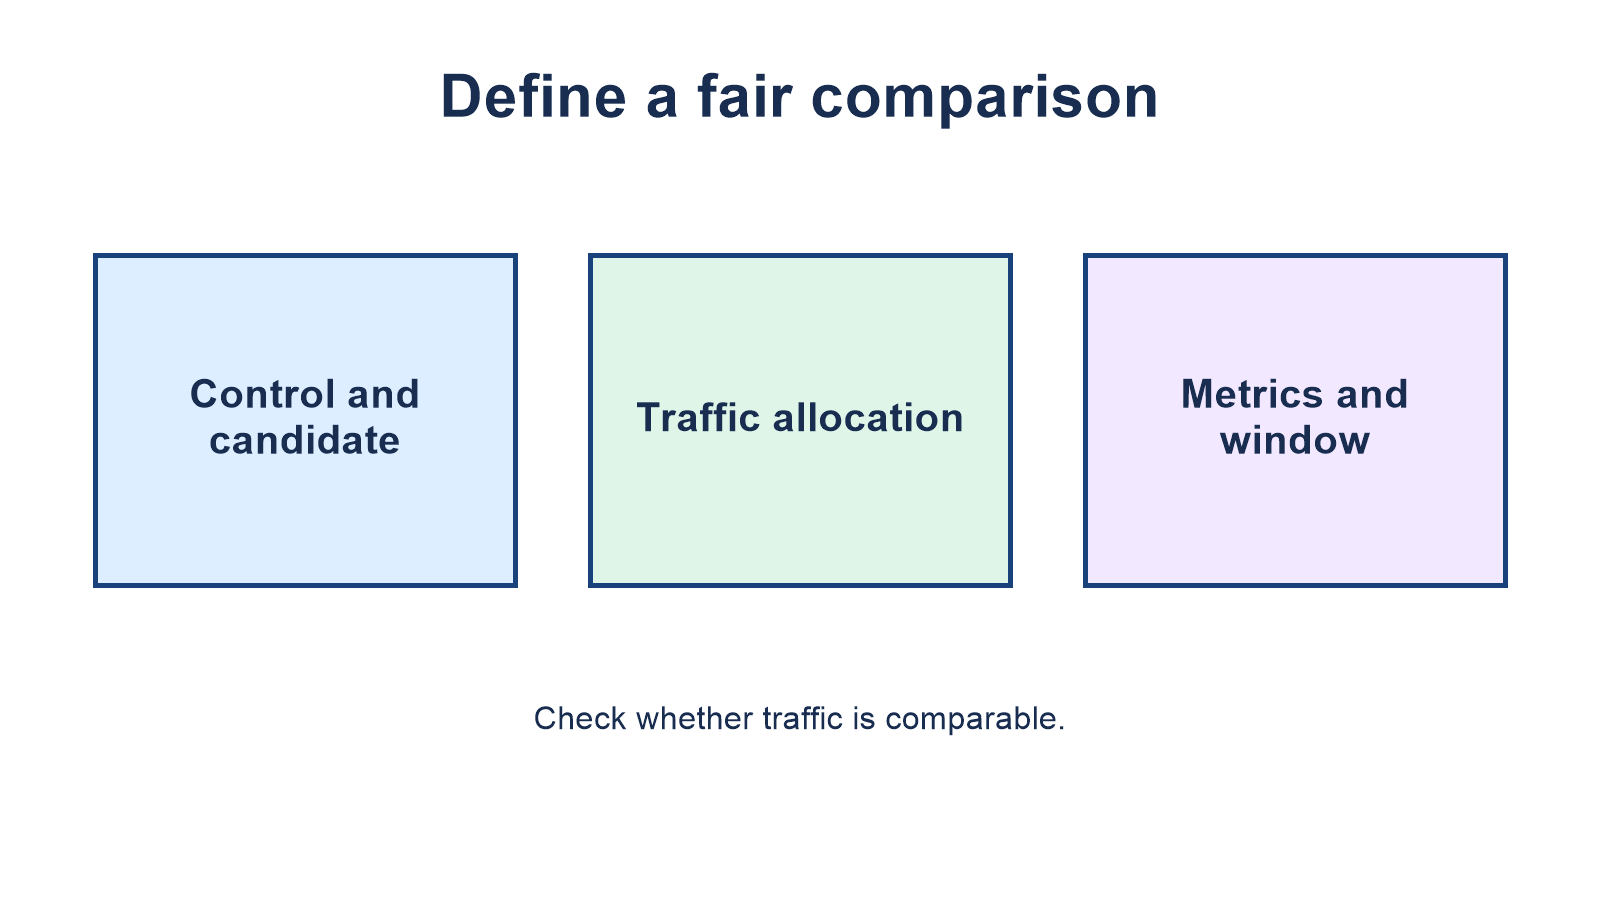 Define a fair comparison
Control and
candidate
Traffic allocation
Metrics and
window
Check whether traffic is comparable.